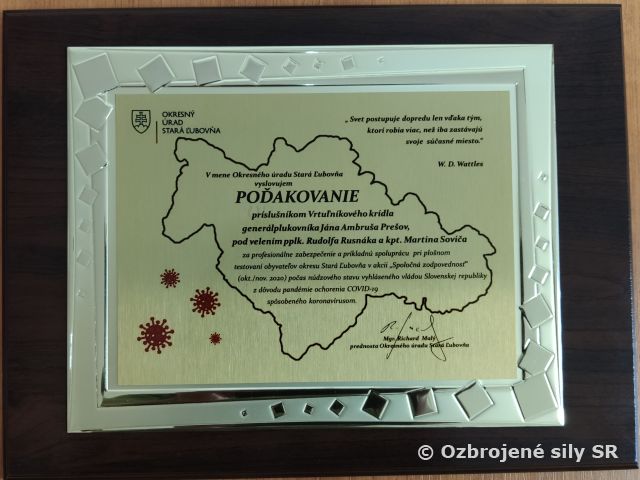 OKRESNÝ
ÚRAD
STARÁ ĽUBOVŇA
„ Svet postupuje dopredu len vďaka tým,
ktorí robia viac, než iba zastávajú
svoje súčasné miesto."
W. D. Wattles
V mene Okresného úradu Stará Ľubovňa
vyslovujem
POĎAKOVANIE
príslušníkom Vrtuľníkového krídla
generálplukovníka Jána Ambruša Prešov,
pod velením pplk. Rudolfa Rusnáka a kpt. Martina Soviča
za profesionálne zabezpečenie a príkladnú spoluprácu pri plošnom
testovaní obyvateľov okresu Stará Ľubovňa v akcii „Spoločná zodpovednosť"
(okt./nov. 2020) počas núdzového stavu vyhláseného vládou Slovenskej republiky
z dôvodu pandémie ochorenia COVID-19
spôsobeného koronavírusom.
Mgr. Richard Malý
prednosta Okresného úradu Stará Ľubovňa
© Ozbrojené sily SR